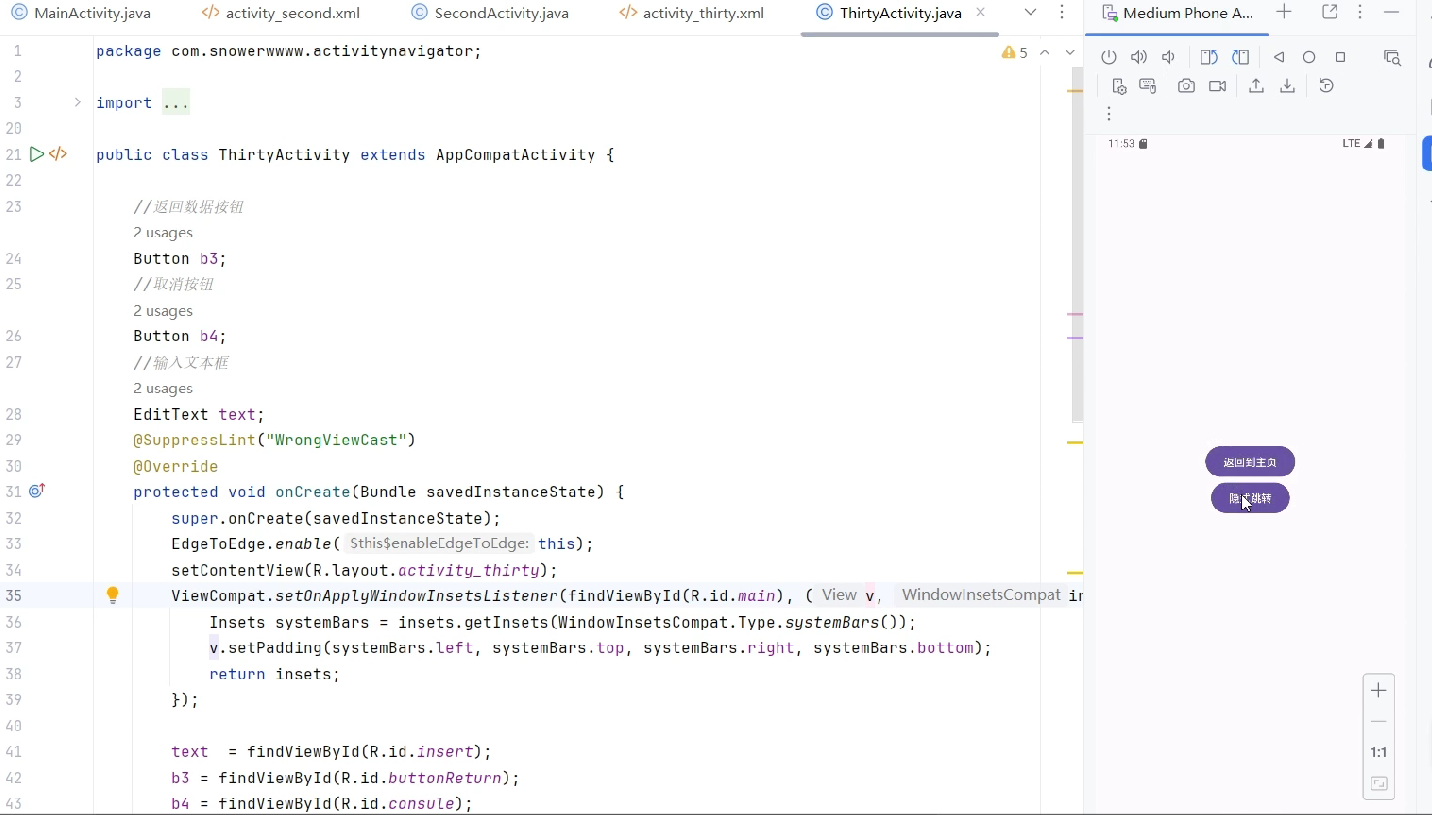 MainActivity.java
activity_second.xml
SecondActivity.java
activity_thirty.xml
ThirtyActivity.java
Medium Phone A...
5
1 package com.snowerwwww.activitynavigator;
2
3 import ...
20
21 public class ThirtyActivity extends AppCompatActivity {
22
23 //返回数据按钮
2 usages
24 Button b3;
25 //取消按钮
2 usages
26 Button b4;
27 //输入文本框
2 usages
28 EditText text;
29 @SuppressLint("WrongViewCast")
30 @Override
31 protected void onCreate(Bundle savedInstanceState) {
32 super.onCreate(savedInstanceState);
33 EdgeToEdge.enable( $this$enableEdgeToEdge: this);
34 setContentView(R.layout.activity_thirty);
35 ViewCompat.setOnApplyWindowInsetsListener(findViewById(R.id.main), ( View v, WindowInsetsCompat in
36 Insets systemBars = insets.getInsets(WindowInsetsCompat.Type.systemBars());
37 v.setPadding(systemBars.left, systemBars.top, systemBars.right, systemBars.bottom);
38 return insets;
39 });
40
41 text = findViewById(R.id.insert);
42 b3 = findViewById(R.id.buttonReturn);
43 b4 = findViewById(R.id.consule);
11:53
LTE
返回到主页
隐式跳转
1:1